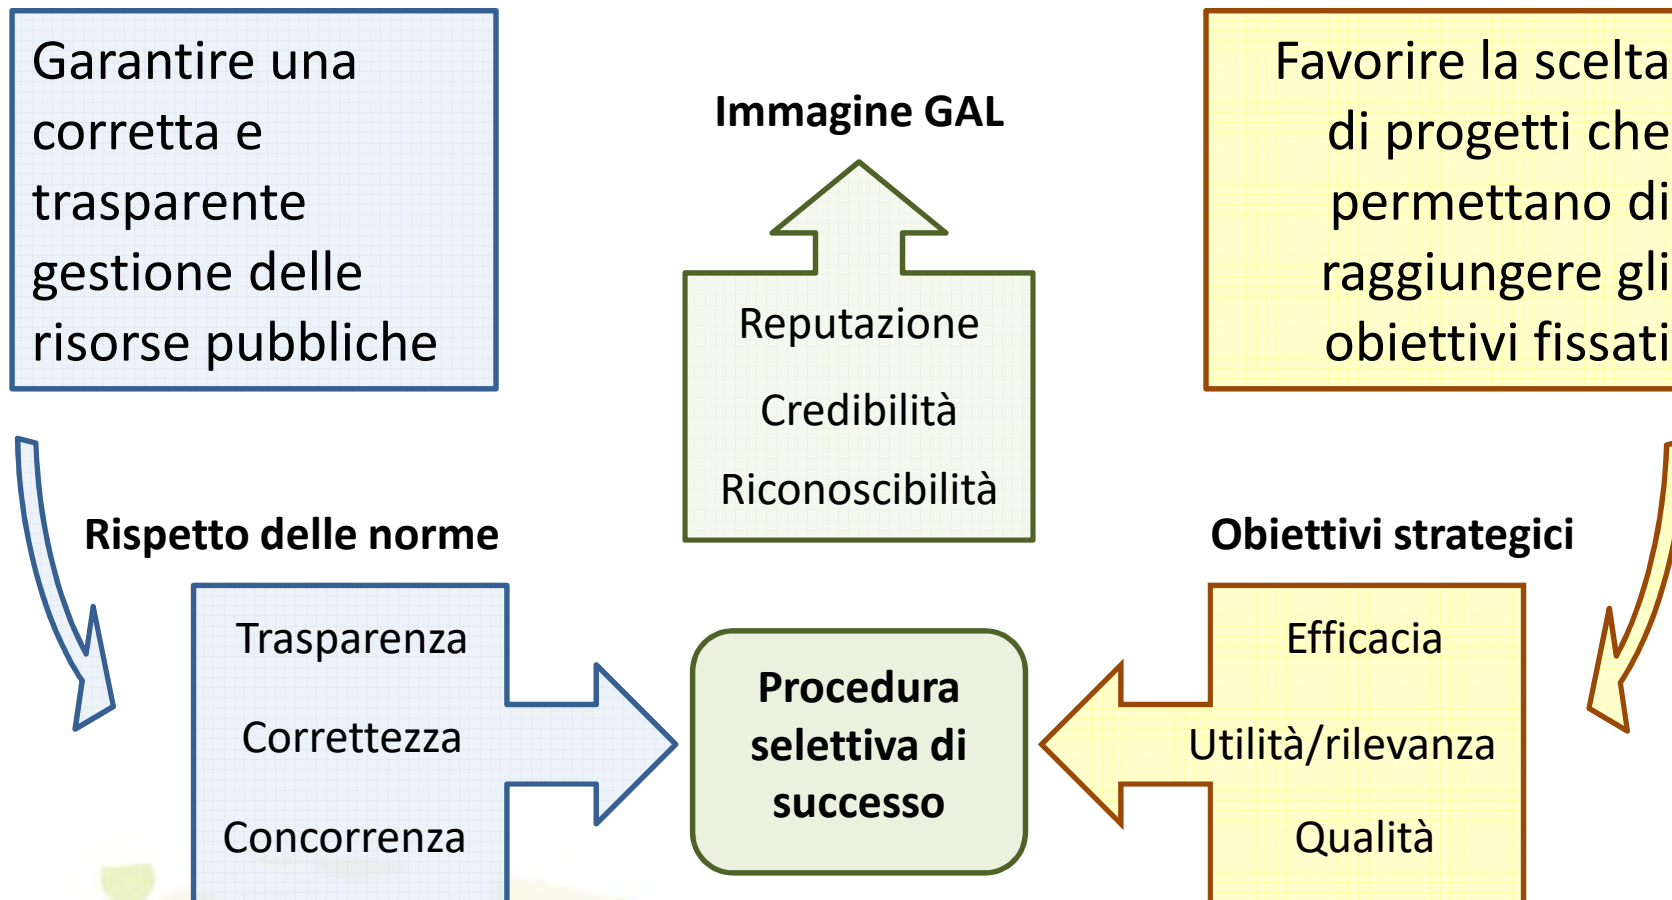 Garantire una
corretta e
trasparente
gestione delle
risorse pubbliche
Immagine GAL
Reputazione
Credibilità
Riconoscibilità
Favorire la scelta
di progetti che
permettano di
raggiungere gli
obiettivi fissati
Rispetto delle norme
Trasparenza
Correttezza
Concorrenza
Procedura
selettiva di
successo
Obiettivi strategici
Efficacia
Utilità/rilevanza
Qualità